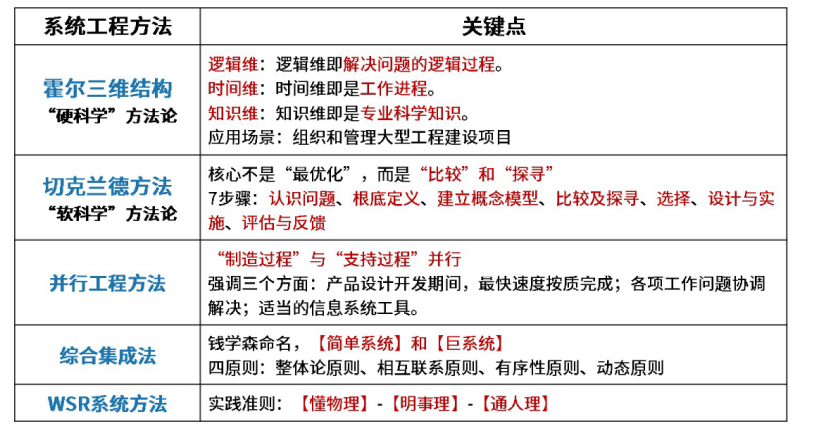 系统工程方法
关键点
霍尔三维结构
“硬科学”方法论
逻辑维：逻辑维即解决问题的逻辑过程。
时间维：时间维即是工作进程。
知识维：知识维即是专业科学知识。
应用场景：组织和管理大型工程建设项目
切克兰德方法
“软科学”方法论
核心不是“最优化”，而是“比较”和“探寻”
7步骤：认识问题、根底定义、建立概念模型、比较及探寻、选择、设计与实
施、评估与反馈
并行工程方法
“制造过程”与“支持过程”并行
强调三个方面：产品设计开发期间，最快速度按质完成；各项工作问题协调
解决；适当的信息系统工具。
综合集成法
钱学森命名，【简单系统】和【巨系统】
四原则：整体论原则、相互联系原则、有序性原则、动态原则
WSR系统方法
实践准则：【懂物理】-【明事理】-【通人理】